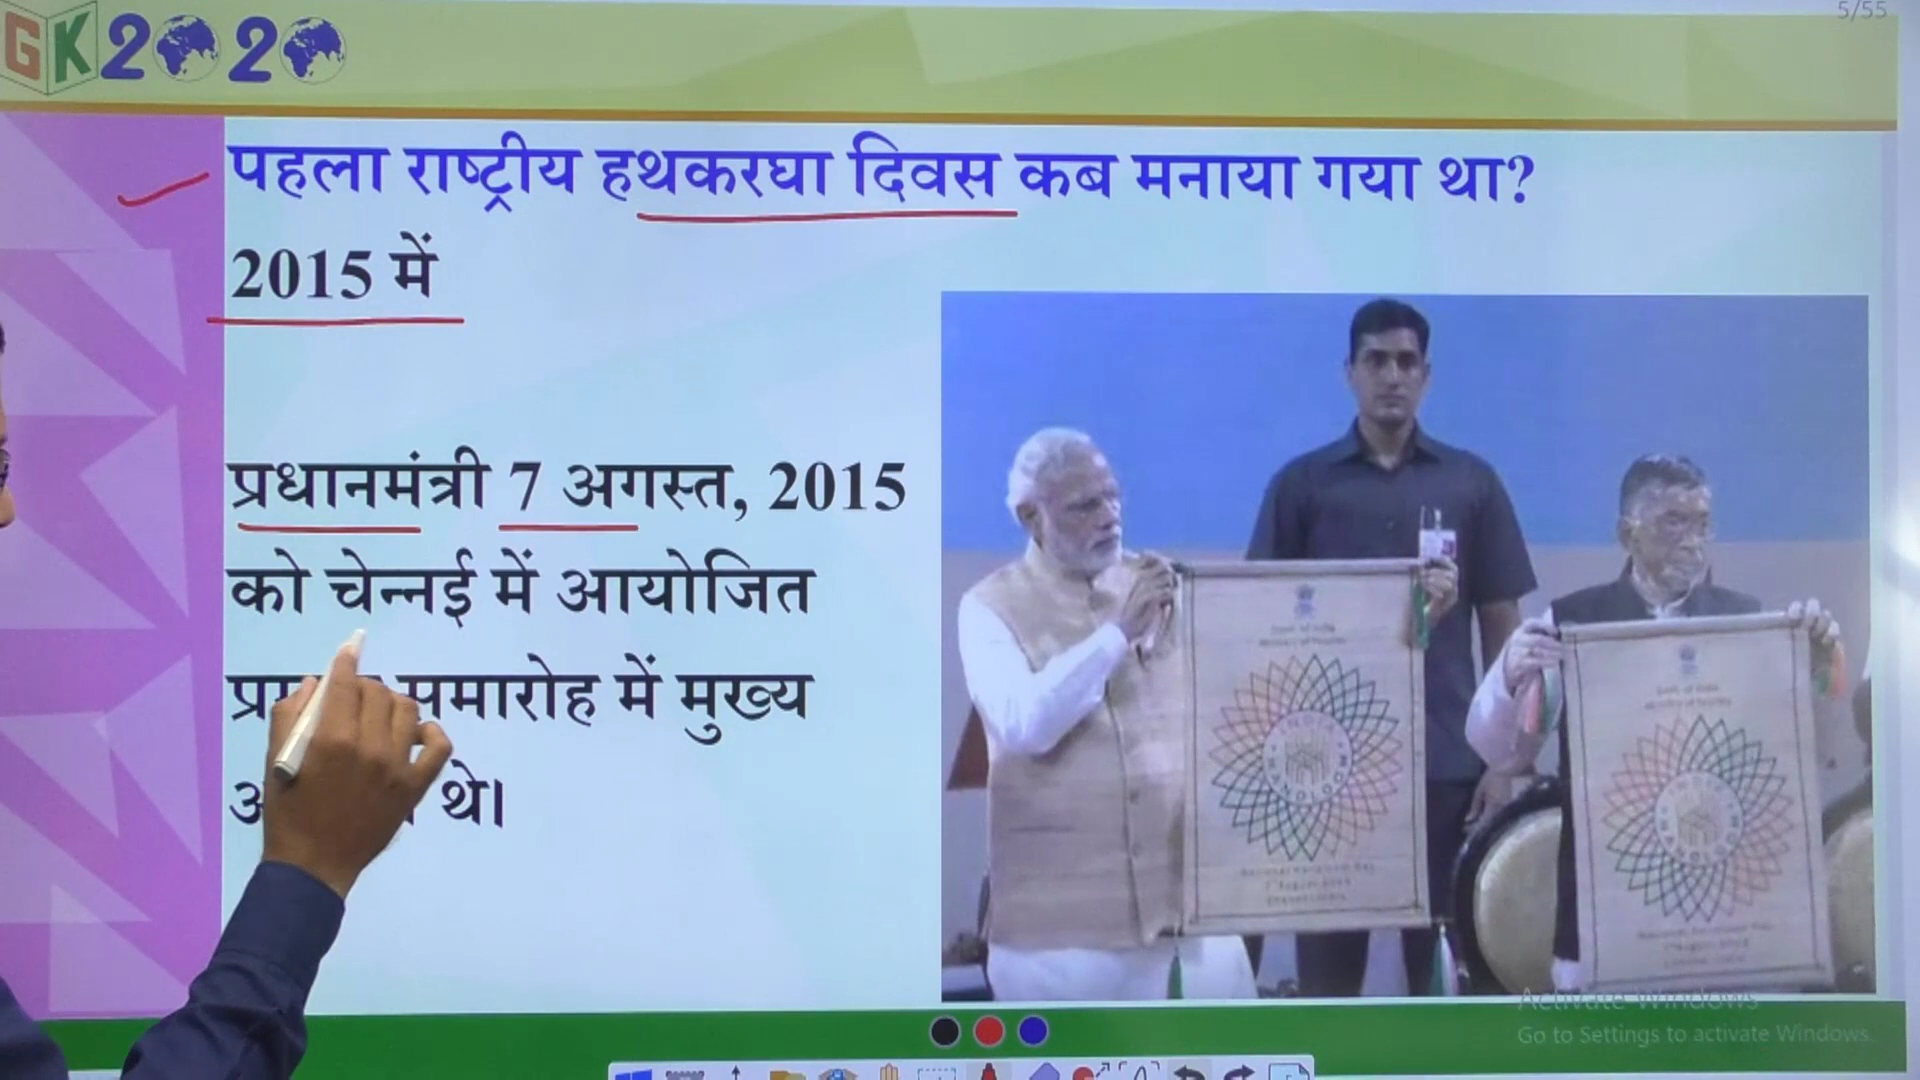 5/55
GK2020
पहला राष्ट्रीय हथकरघा दिवस कब मनाया गया था?
2015 में
प्रधानमंत्री 7 अगस्त, 2015
को चेन्नई में आयोजित
समारोह में मुख्य
थे।
Activate Windows
Go to Settings to activate Windows.